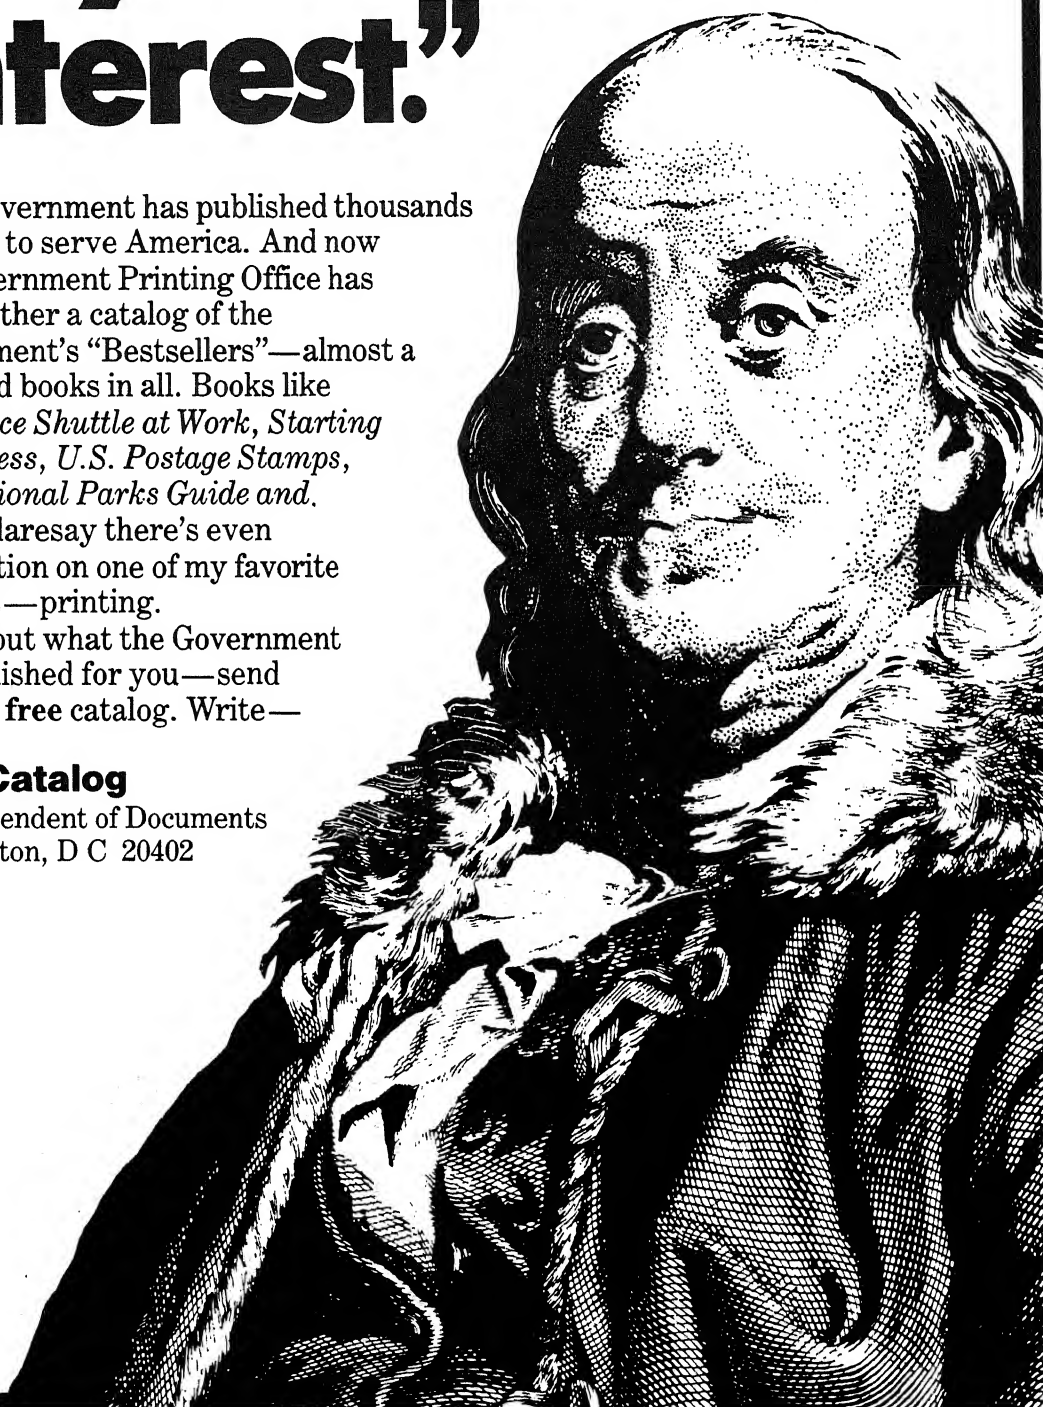 nterest.”
vernment has published thousands
to serve America. And now
ernment Printing Office has
ther a catalog of the
ment's “Bestsellers”—almost a
d books in all. Books like
ce Shuttle at Work, Starting
ess, U.S. Postage Stamps,
ional Parks Guide and.
laresay there's even
tion on one of my favorite
—printing.
out what the Government
ished for you—send
free catalog. Write—
Catalog
endent of Documents
ton, D C 20402